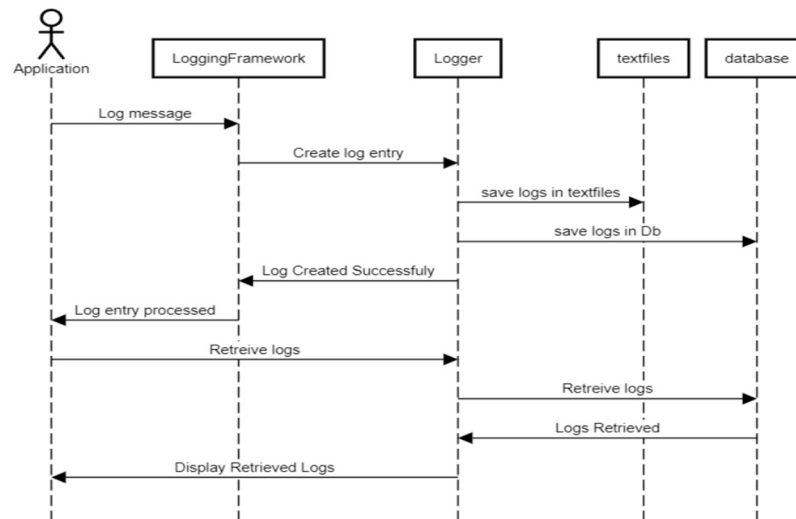 Application
LoggingFramework
Logger
textfiles
database
Log message
Create log entry
save logs in textfiles
save logs in Db
Log Created Successfuly
Log entry processed
Retreive logs
Retreive logs
Logs Retrieved
Display Retrieved Logs